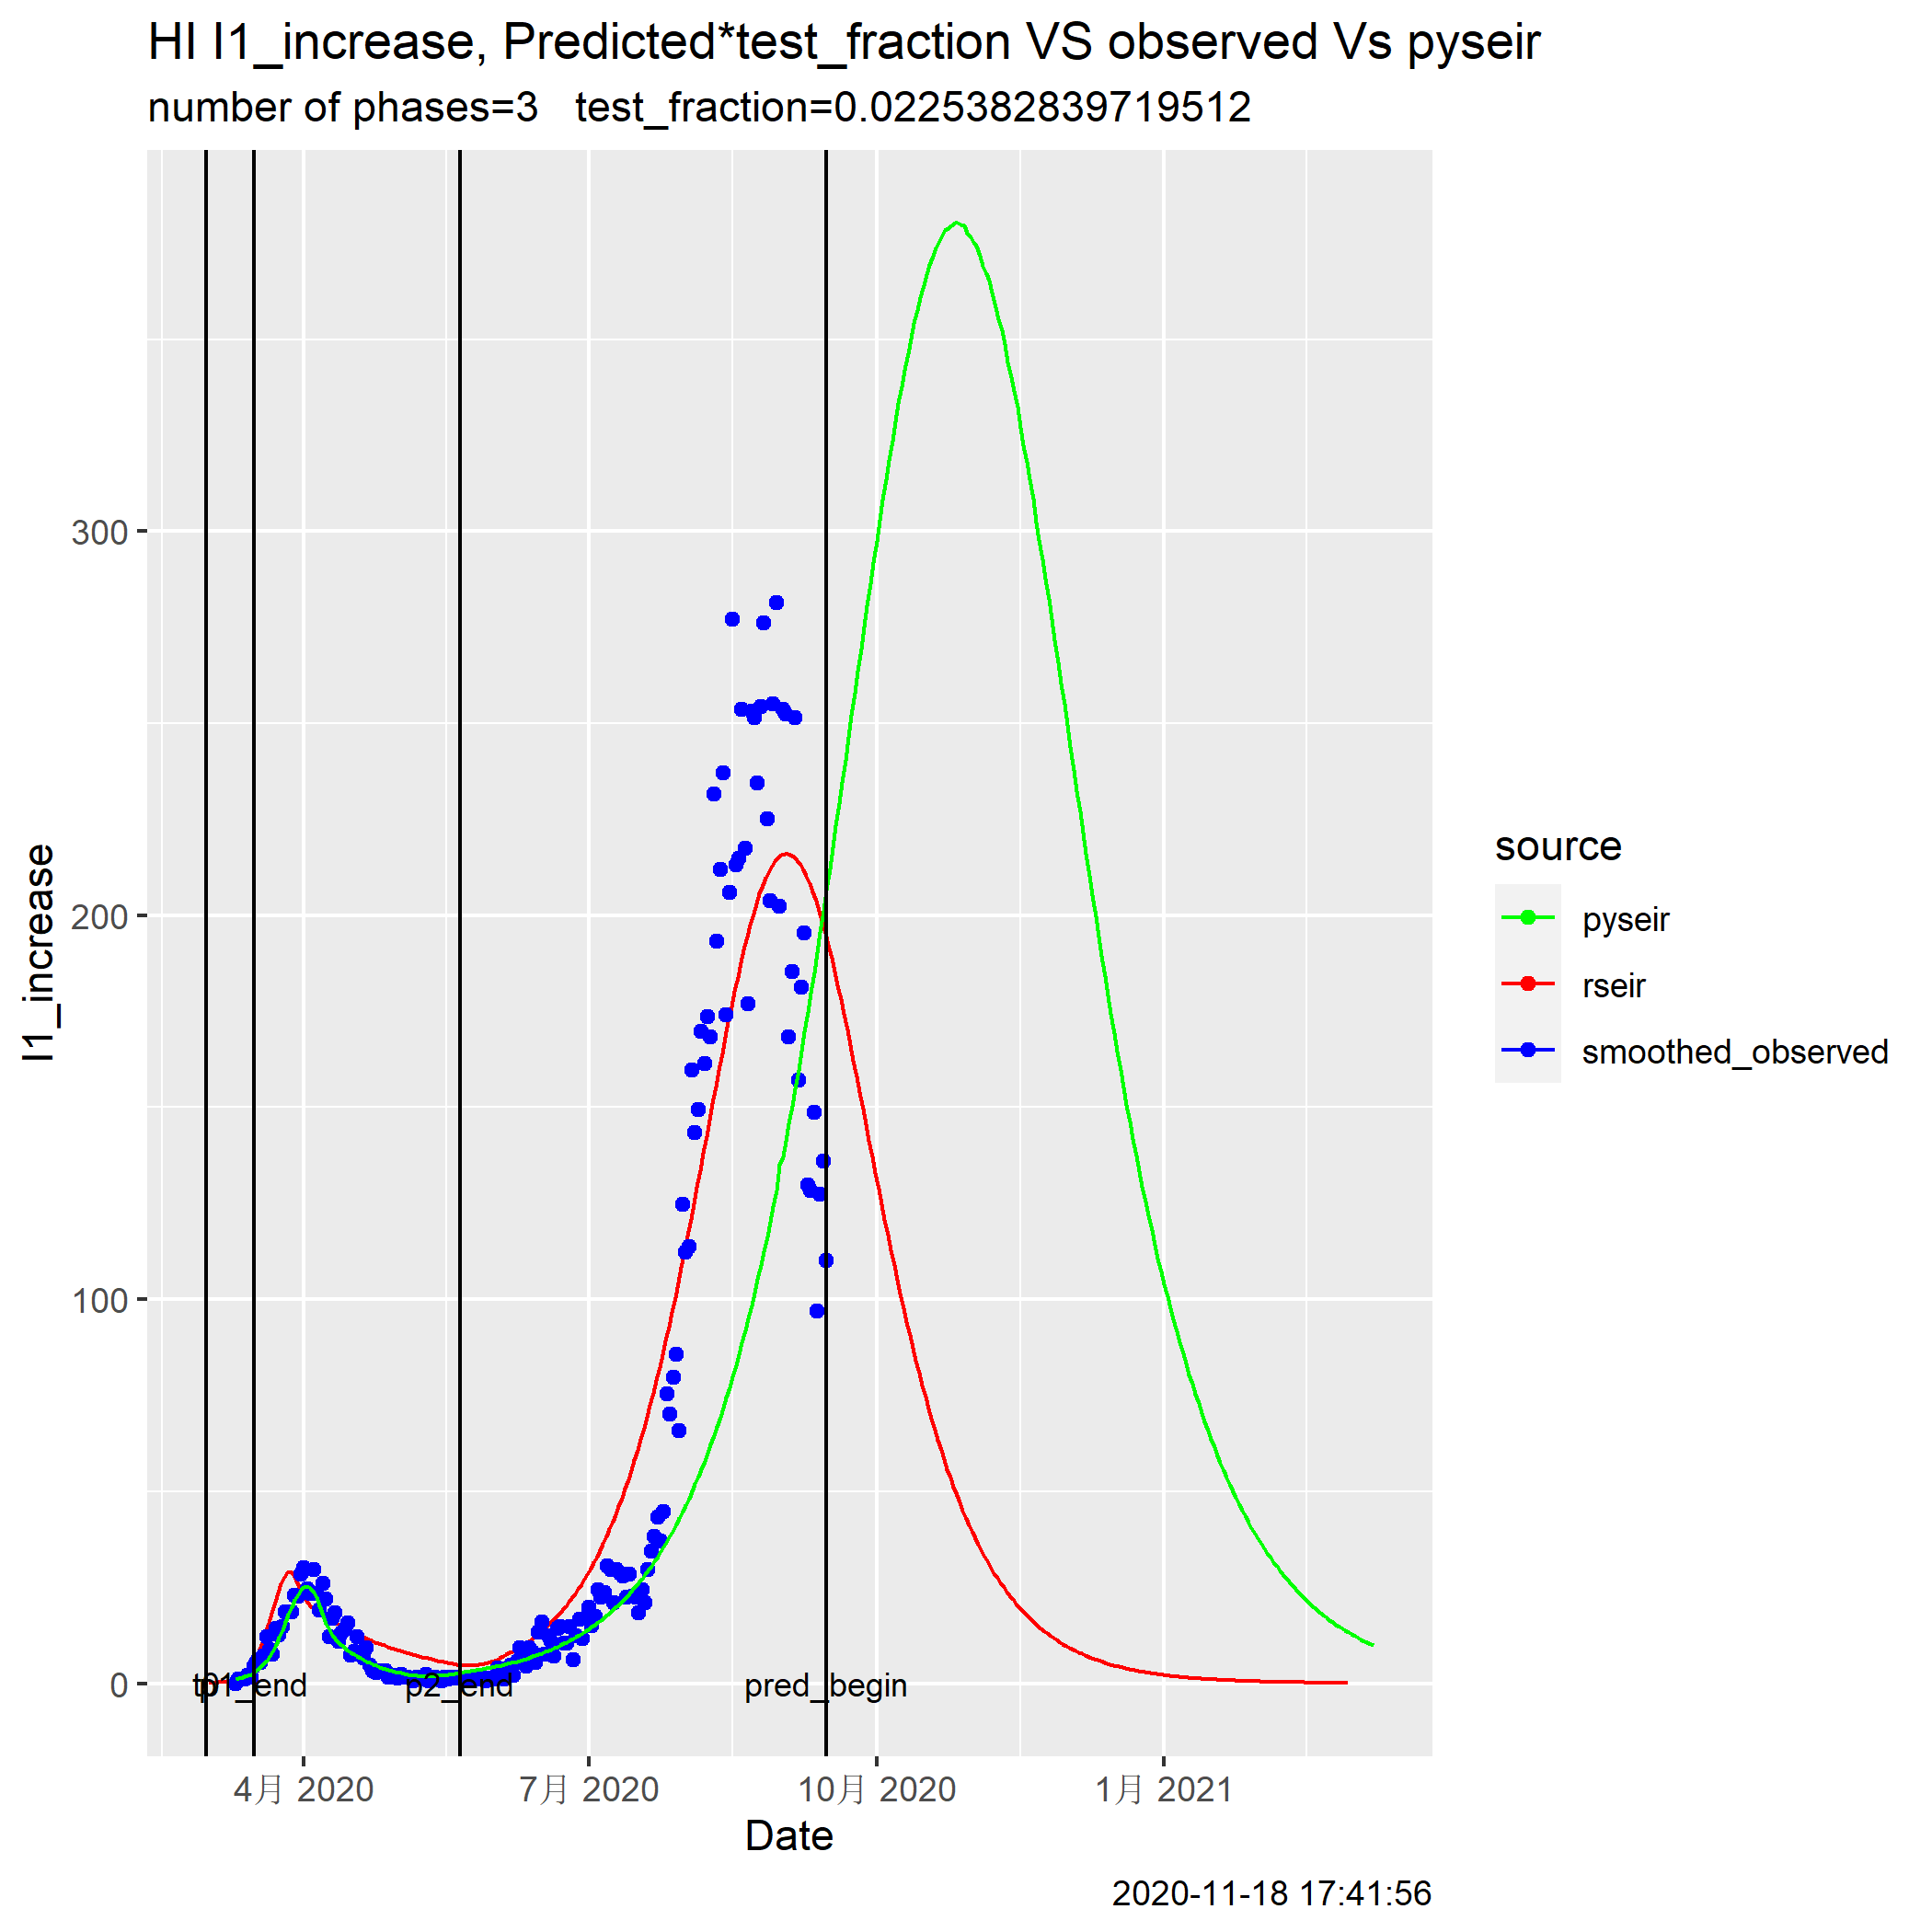 HI I1_increase, Predicted*test_fraction VS observed Vs pyseir
number of phases=3   test_fraction=0.0225382839719512
I1_increase
300
200
100
0
t0
p1_end
p2_end
pred_begin
4月 2020
7月 2020
10月 2020
1月 2021
Date
source
pyseir
rseir
smoothed_observed
2020-11-18 17:41:56